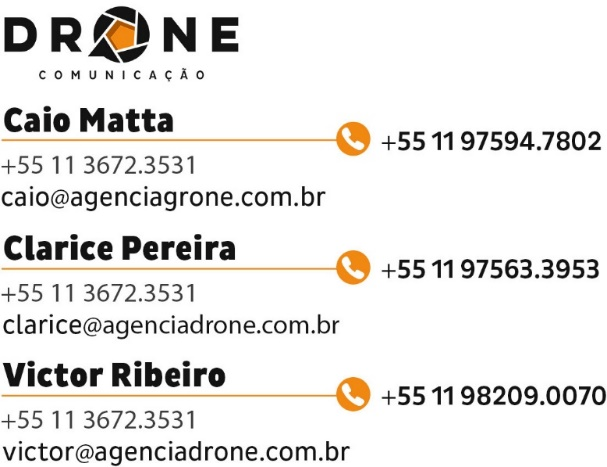 DRONE
COMUNICAÇÃO
Caio Matta
+55 11 97594.7802
+55 11 3672.3531
caio@agenciagrone.com.br
Clarice Pereira
+55 11 97563.3953
+55 11 3672.3531
clarice@agenciadrone.com.br
Victor Ribeiro
+55 11 98209.0070
+55 11 3672.3531
victor@agenciadrone.com.br